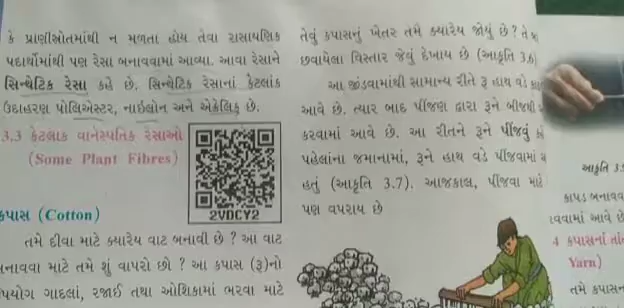 કે પ્રાણીસ્રોતમાંથી ન મળતા હોય તેવા રાસાયણિક
પદાર્થોમાંથી પણ રેસા બનાવવામાં આવ્યા. આવા રેસાને
સિન્થેટિક રેસા કહે છે. સિન્થેટિક રેસાનાં કેટલાંક
ઉદાહરણ પોલિએસ્ટર, નાઇલોન અને એક્રેલિક છે.
3.3 કેટલાક વાનસ્પતિક રેસાઓ
(Some Plant Fibres)
2VDCY2
કપાસ (Cotton)
તમે દીવા માટે ક્યારેય વાટ બનાવી છે ? આ વાટ
બનાવવા માટે તમે શું વાપરો છો ? આ કપાસ (રૂ)નો
ઉપયોગ ગાદલાં, રજાઈ તથા ઓશિકામાં ભરવા માટે
તેવું કપાસનું ખેતર તમે ક્યારેય જોયું છે ? તે
છવાયેલા વિસ્તાર જેવું દેખાય છે (આકૃતિ 3.6)
આ જીંડવામાંથી સામાન્ય રીતે રૂ હાથ વડે
આવે છે. ત્યાર બાદ પીંજણ દ્વારા રૂને બીજથી
કરવામાં આવે છે. આ રીતને રૂને પીંજવું
પહેલાંના જમાનામાં, રૂને હાથ વડે પીંજવામાં
હતું (આકૃતિ 3.7). આજકાલ, પીંજવા માટે
પણ વપરાય છે
આકૃતિ
કાપડ બનાવવ
વવામાં આવે છે
4 કપાસનાં
Yarn)
તમે કપાસન